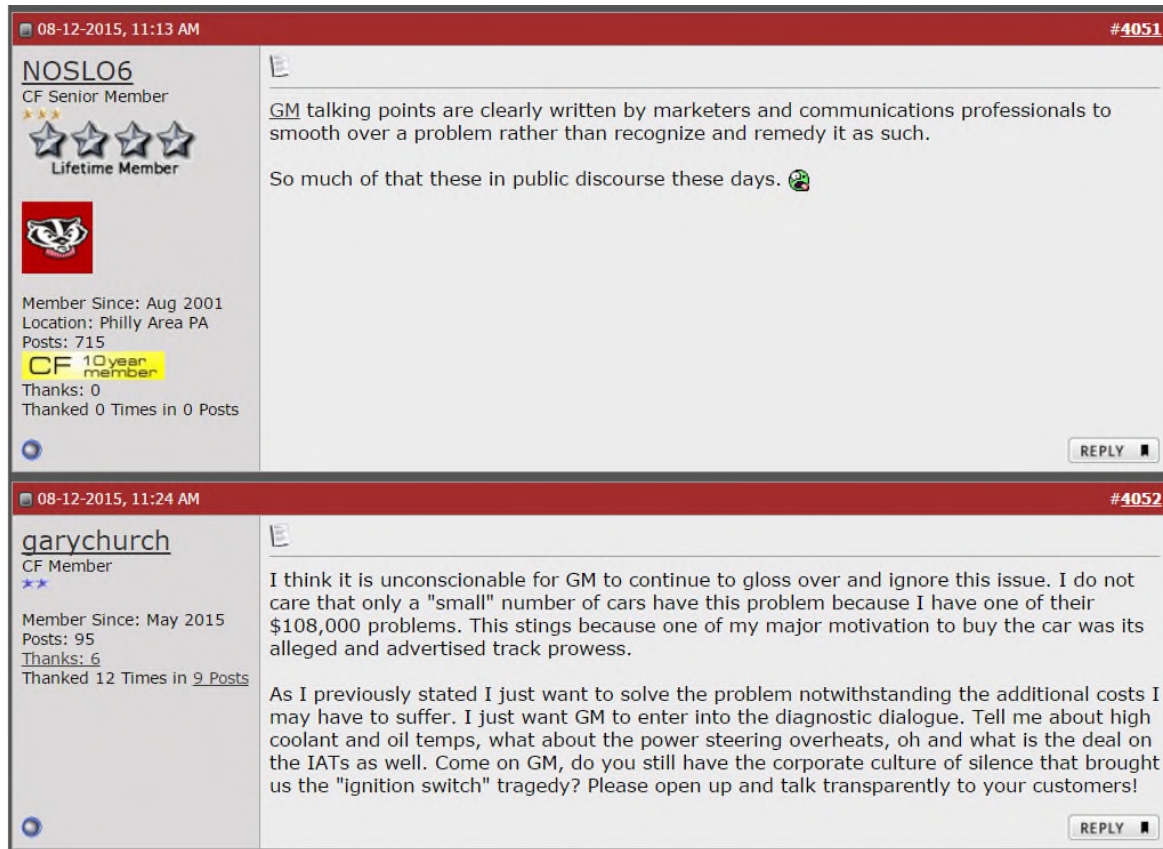 08-12-2015, 11:13 AM #4051
NOSLO6
CF Senior Member
Lifetime Member
Member Since: Aug 2001
Location: Philly Area PA
Posts: 715
CF 10 year member
Thanks: 0
Thanked 0 Times in 0 Posts
GM talking points are clearly written by marketers and communications professionals to
smooth over a problem rather than recognize and remedy it as such.
So much of that these in public discourse these days.
REPLY
08-12-2015, 11:24 AM #4052
garychurch
CF Member
Member Since: May 2015
Posts: 95
Thanks: 6
Thanked 12 Times in 9 Posts
I think it is unconscionable for GM to continue to gloss over and ignore this issue. I do not
care that only a "small" number of cars have this problem because I have one of their
$108,000 problems. This stings because one of my major motivation to buy the car was its
alleged and advertised track prowess.
As I previously stated I just want to solve the problem notwithstanding the additional costs I
may have to suffer. I just want GM to enter into the diagnostic dialogue. Tell me about high
coolant and oil temps, what about the power steering overheats, oh and what is the deal on
the IATs as well. Come on GM, do you still have the corporate culture of silence that brought
us the "ignition switch" tragedy? Please open up and talk transparently to your customers!
REPLY